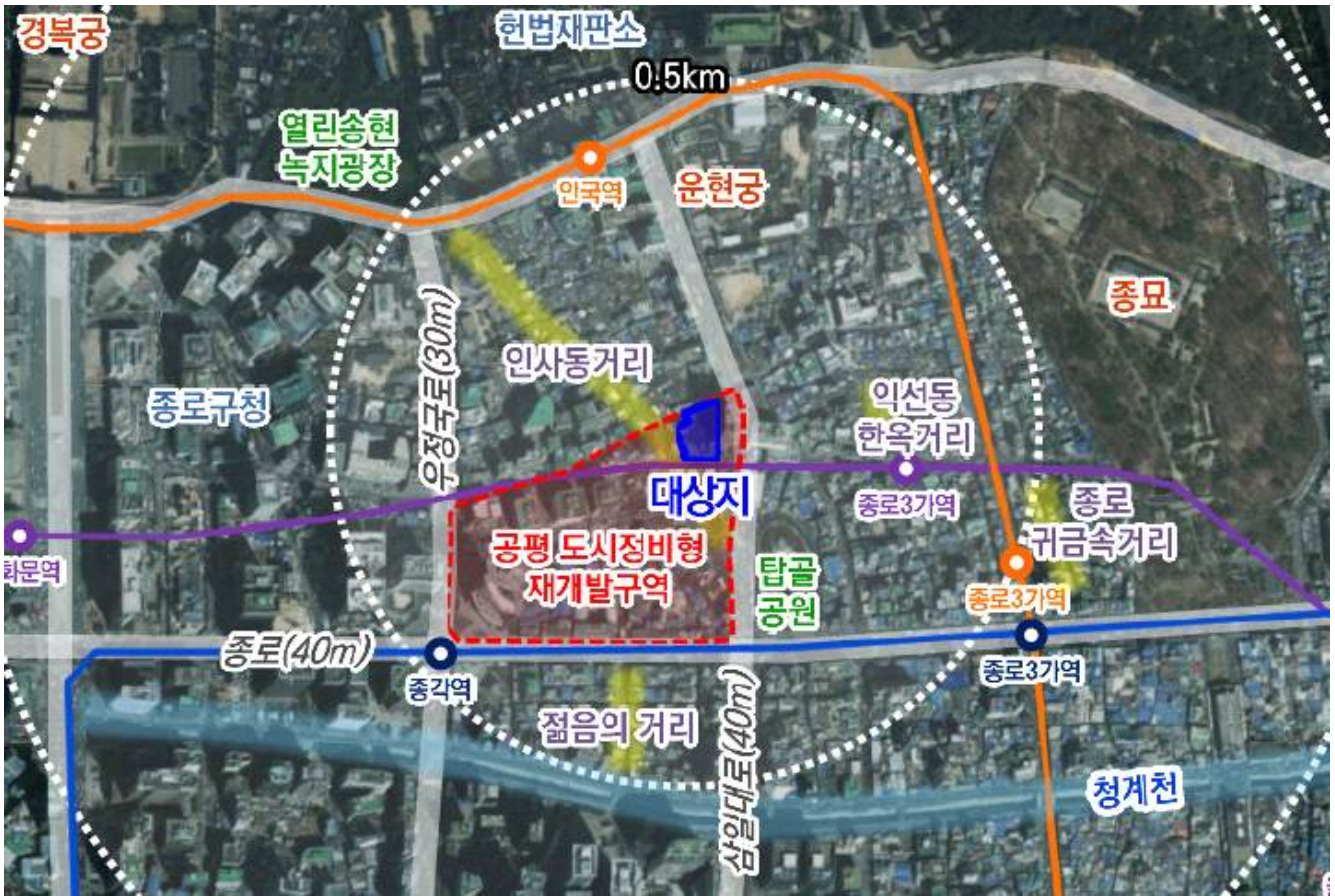 경복궁
헌법재판소
0.5km
열린송현
녹지광장
안국역
운현궁
종묘
우정국로(30m)
인사동거리
종로구청
익선동
한옥거리
대상지
종로3가역
종로
귀금속거리
화문역
공평 도시정비형
재개발구역
탑골
공원
종로3가역
종로(40m)
종각역
종로3가역
젊음의 거리
삼일대로(40m)
청계천